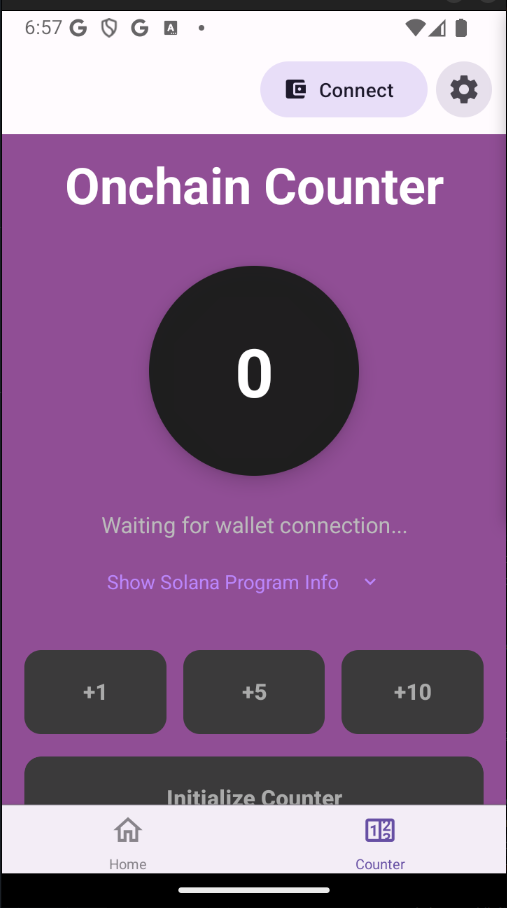 6:57
Connect
Onchain Counter
0
Waiting for wallet connection...
Show Solana Program Info
+1 +5 +10
Initialize Counter
Home Counter